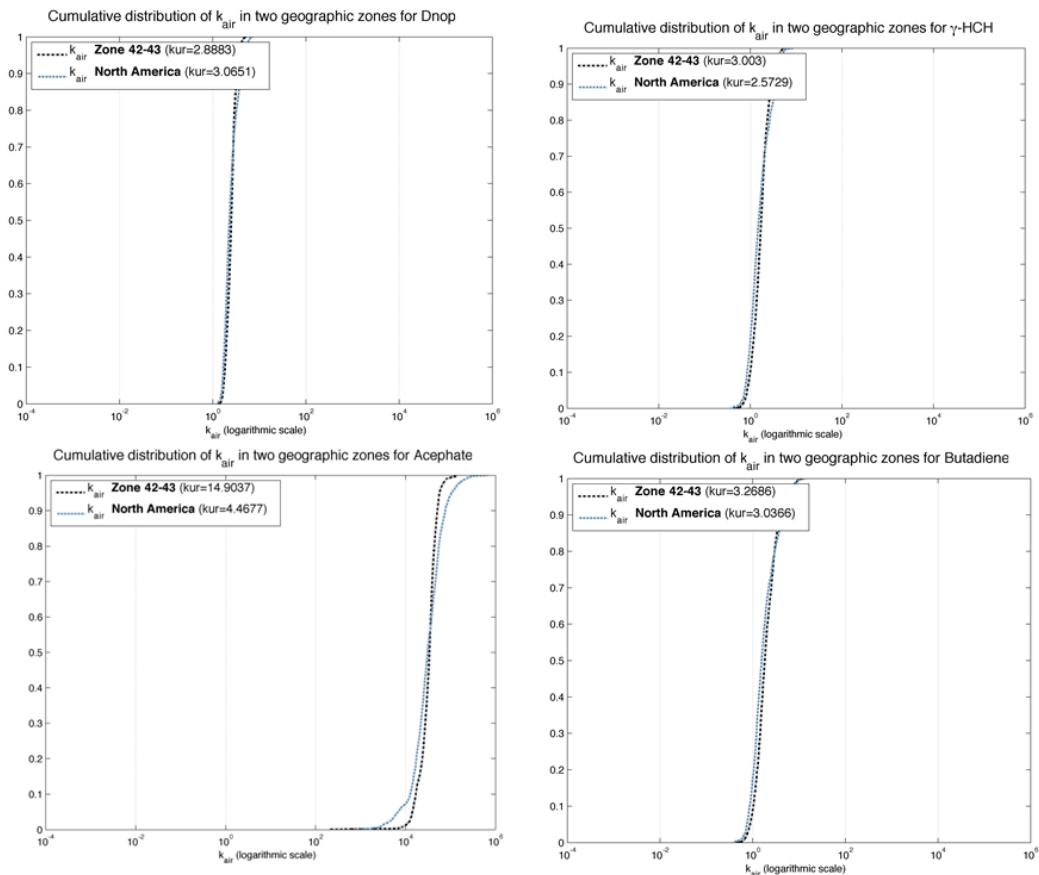 Cumulative distribution of k_air in two geographic zones for Dnop
k_air Zone 42-43 (kur=2.8883)
k_air North America (kur=3.0651)
1
0.9
0.8
0.7
0.6
0.5
0.4
0.3
0.2
0.1
0
10^-4 10^-2 10^0 10^2 10^4 10^6
k_air (logarithmic scale)
Cumulative distribution of k_air in two geographic zones for γ-HCH
k_air Zone 42-43 (kur=3.003)
k_air North America (kur=2.5729)
1
0.9
0.8
0.7
0.6
0.5
0.4
0.3
0.2
0.1
0
10^-4 10^-2 10^0 10^2 10^4 10^6
k_air (logarithmic scale)
Cumulative distribution of k_air in two geographic zones for Acephate
k_air Zone 42-43 (kur=14.9037)
k_air North America (kur=4.4677)
1
0.9
0.8
0.7
0.6
0.5
0.4
0.3
0.2
0.1
0
10^-4 10^-2 10^0 10^2 10^4 10^6
k_air (logarithmic scale)
Cumulative distribution of k_air in two geographic zones for Butadiene
k_air Zone 42-43 (kur=3.2686)
k_air North America (kur=3.0366)
1
0.9
0.8
0.7
0.6
0.5
0.4
0.3
0.2
0.1
0
10^-4 10^-2 10^0 10^2 10^4 10^6
k_air (logarithmic scale)